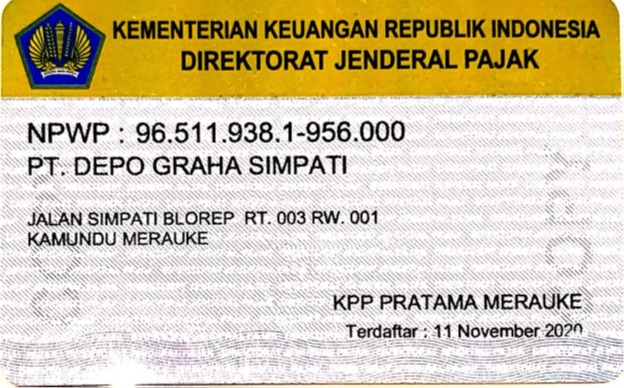 KEMENTERIAN KEUANGAN REPUBLIK INDONESIA
DIREKTORAT JENDERAL PAJAK
NPWP : 96.511.938.1-956.000
PT. DEPO GRAHA SIMPATI
JALAN SIMPATI BLOREP RT. 003 RW. 001
KAMUNDU MERAUKE
KPP PRATAMA MERAUKE
Terdaftar : 11 November 2020